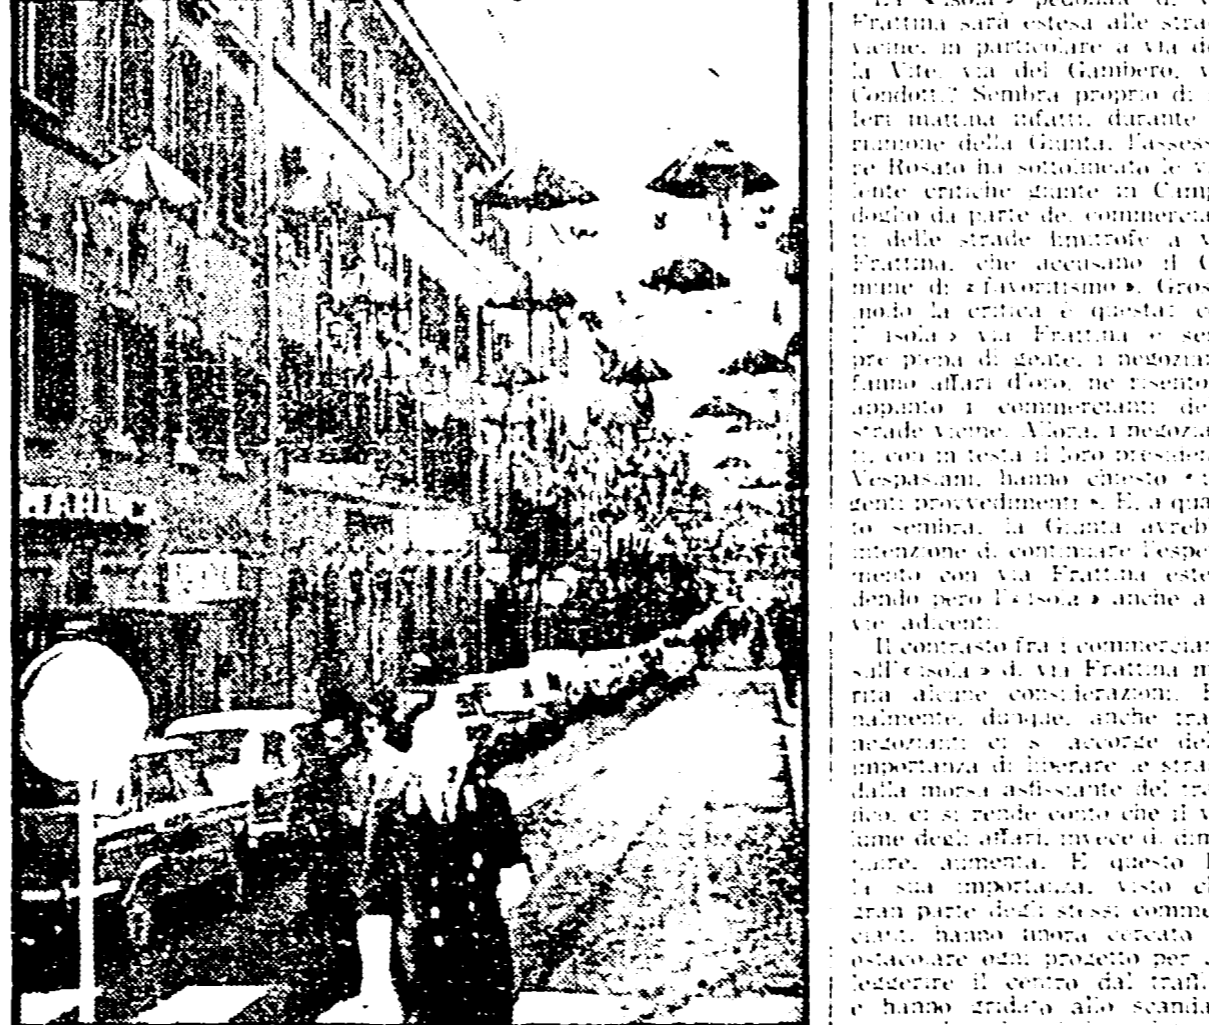 « isola » pedonale di
Frattina sarà estesa alle stra
vicine, in particolare a via de
la Vite, via del Gambero, v
Condotti? Sembra proprio di
Ieri mattina infatti, durante
riunione della Giunta, l'assess
re Rosato ha sottolineato le v
lente critiche giunte in Camp
doglio da parte dei commercia
ti delle strade limitrofe a v
Frattina, che accusano il C
mune di « favoritismo ». Gros
modo la critica è questa: co
l' isola » via Frattina è sem
pre piena di gente, i negozian
fanno affari d'oro, ne risento
appunto i commercianti de
strade vicine. Allora, i negozia
ti, con in testa il loro presiden
Vespasiani, hanno chiesto « u
genti provvedimenti ». E, a qua
to sembra, la Giunta avreb
intenzione di continuare l'espe
mento con via Frattina este
dendo però l'« isola » anche a
vie adicenti.
Il contrasto fra i commercian
sull'« isola » di via Frattina m
rita alcune considerazioni. F
nalmente, dunque, anche tra
negozianti ci si accorge del
importanza di liberare le stra
dalla morsa asfissiante del tra
fico, ci si rende conto che il v
lume degli affari, invece di dim
nuire, aumenta. E questo h
la sua importanza, visto c
gran parte degli stessi comme
cianti hanno finora cercato
ostacolare ogni progetto per a
leggerire il centro dal traffi
e hanno gridato allo scanda